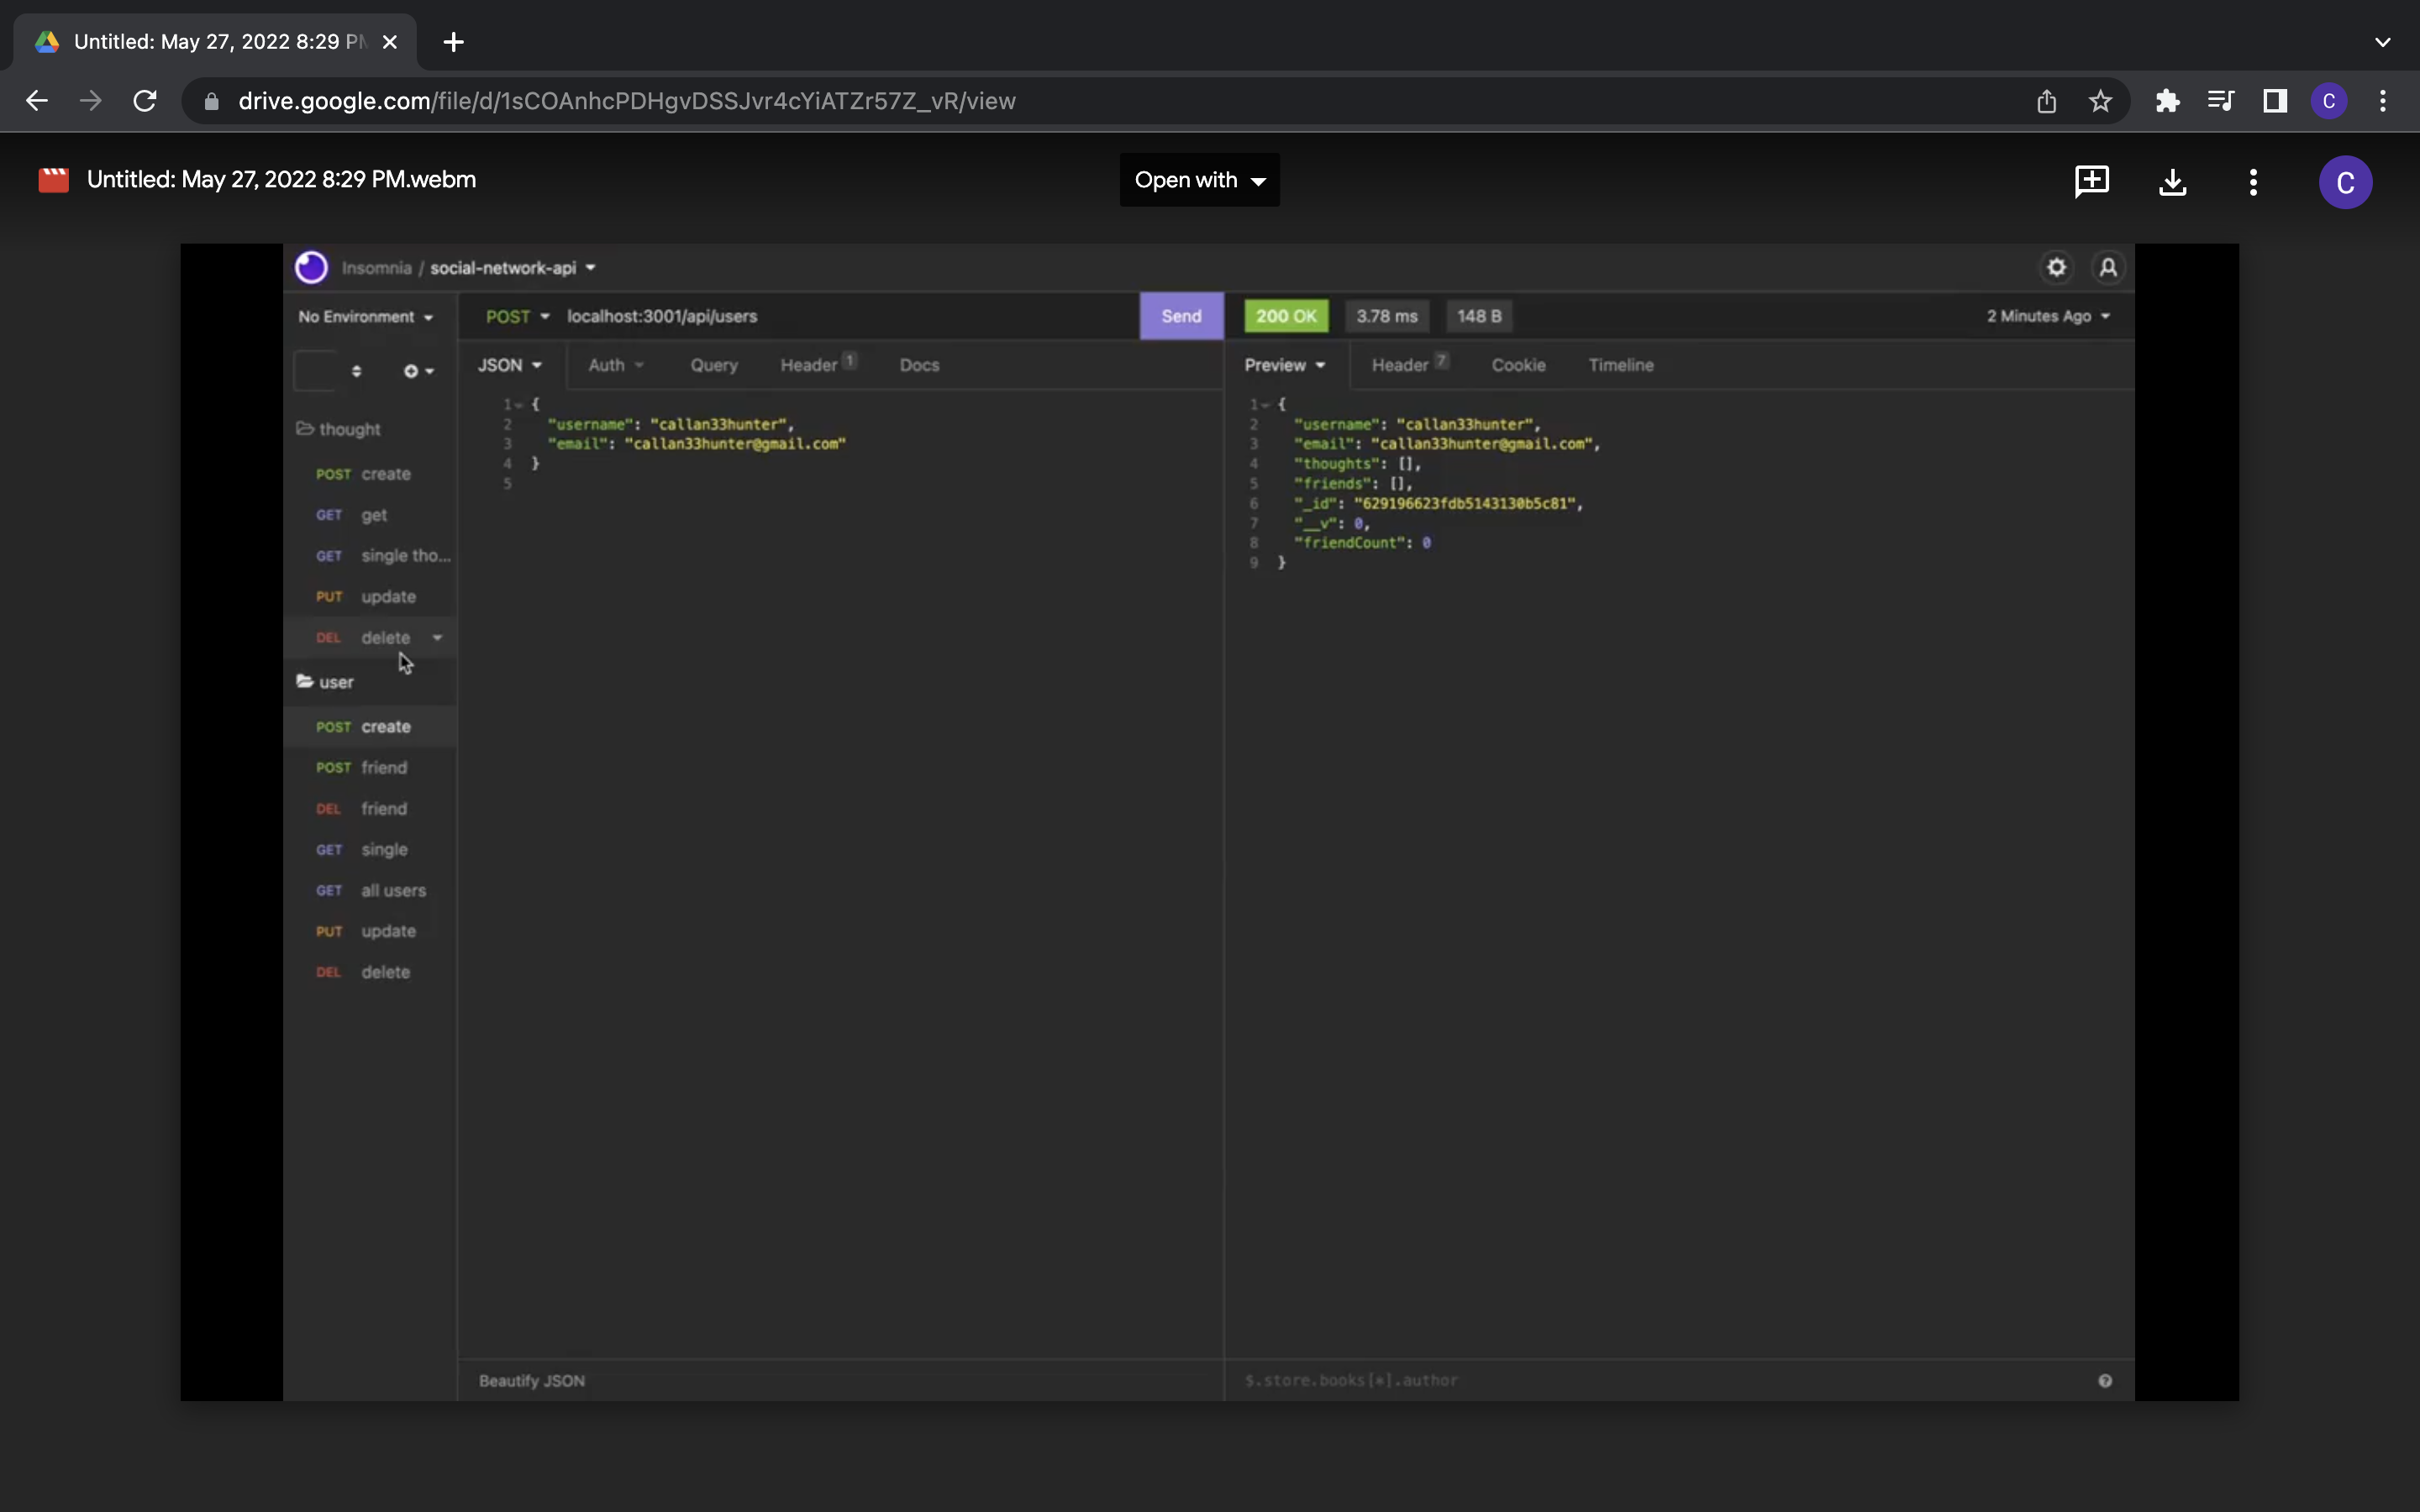 Untitled: May 27, 2022 8:29 PM
drive.google.com/file/d/1sCOAnhcPDHgvDSSJvr4cYiATZr57Z_vR/view
C
Untitled: May 27, 2022 8:29 PM.webm
Open with
C
Insomnia / social-network-api
No Environment
POST localhost:3001/api/users
Send
200 OK
3.78 ms
148 B
2 Minutes Ago
JSON
Auth
Query
Header 1
Docs
Preview
Header 7
Cookie
Timeline
thought
POST create
GET get
GET single tho...
PUT update
DEL delete
user
POST create
POST friend
DEL friend
GET single
GET all users
PUT update
DEL delete
1 {
2 "username": "callan33hunter",
3 "email": "callan33hunter@gmail.com"
4 }
5
1 {
2 "username": "callan33hunter",
3 "email": "callan33hunter@gmail.com",
4 "thoughts": [],
5 "friends": [],
6 "_id": "629196623fdb5143130b5c81",
7 "__v": 0,
8 "friendCount": 0
9 }
Beautify JSON
$.store.books[*].author